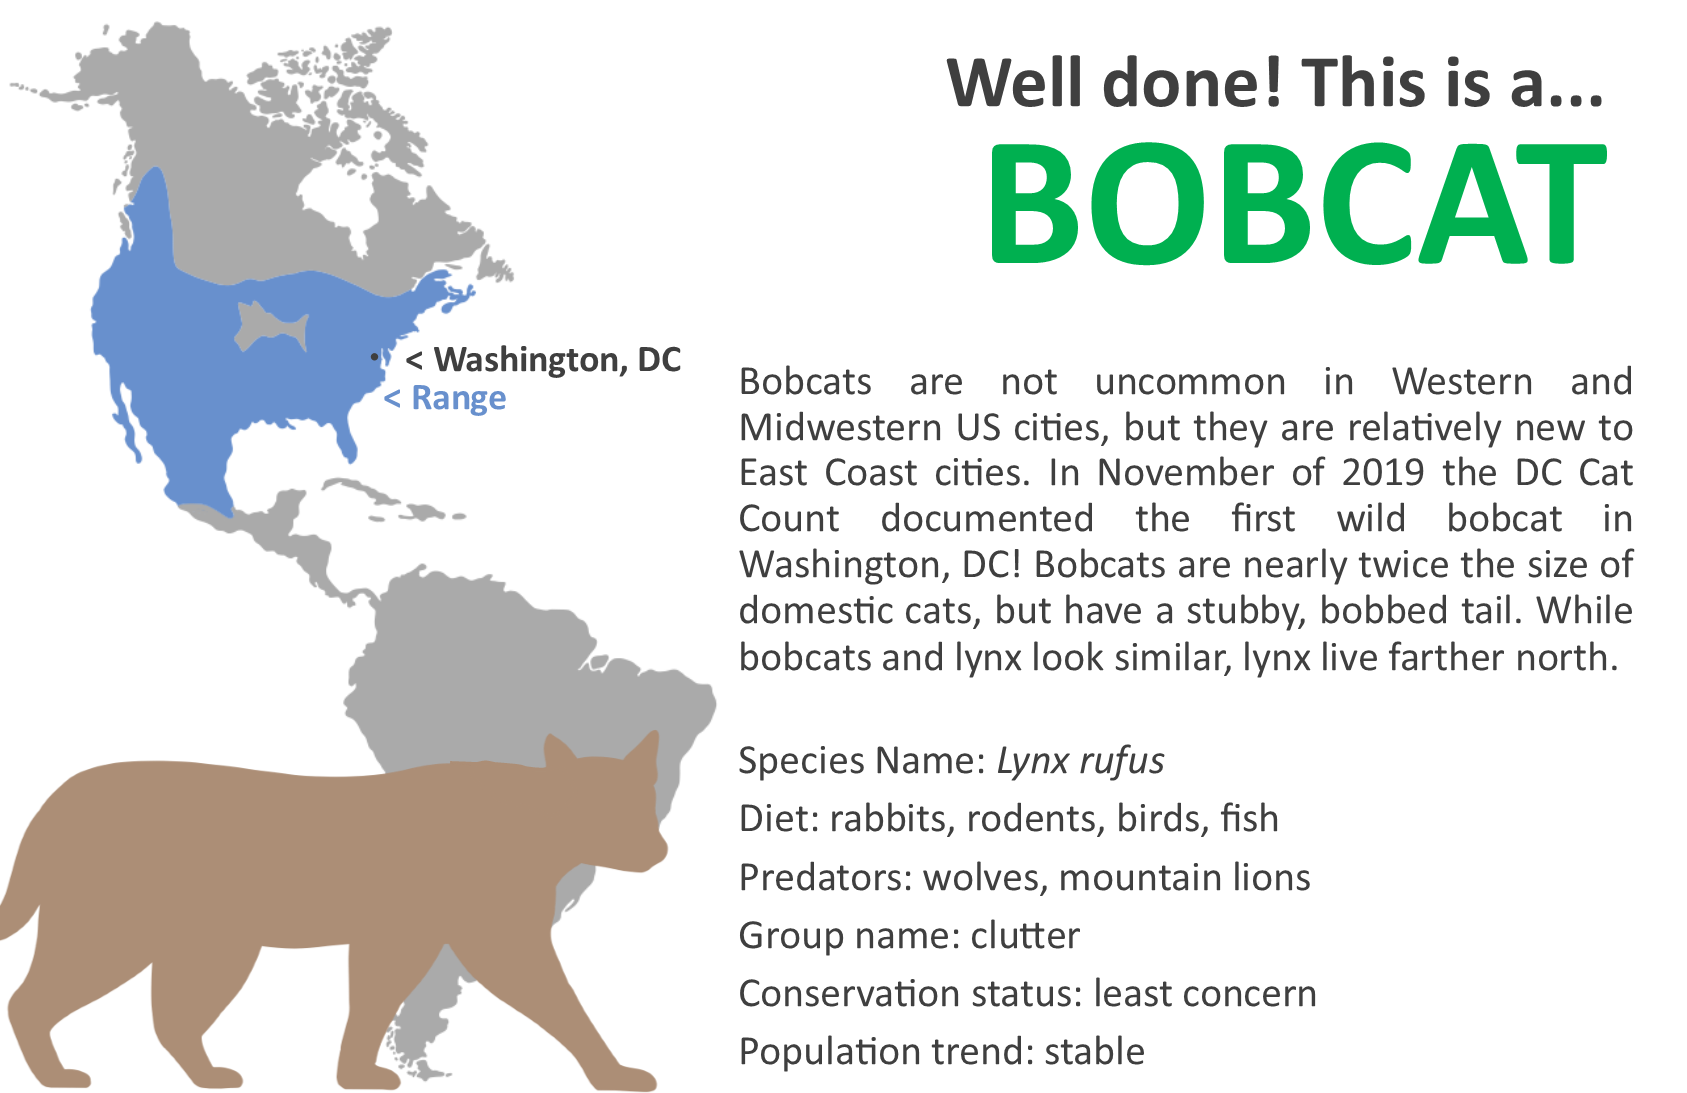 Well done! This is a...
BOBCAT
< Washington, DC
< Range
Bobcats are not uncommon in Western and
Midwestern US cities, but they are relatively new to
East Coast cities. In November of 2019 the DC Cat
Count documented the first wild bobcat in
Washington, DC! Bobcats are nearly twice the size of
domestic cats, but have a stubby, bobbed tail. While
bobcats and lynx look similar, lynx live farther north.
Species Name: Lynx rufus
Diet: rabbits, rodents, birds, fish
Predators: wolves, mountain lions
Group name: clutter
Conservation status: least concern
Population trend: stable